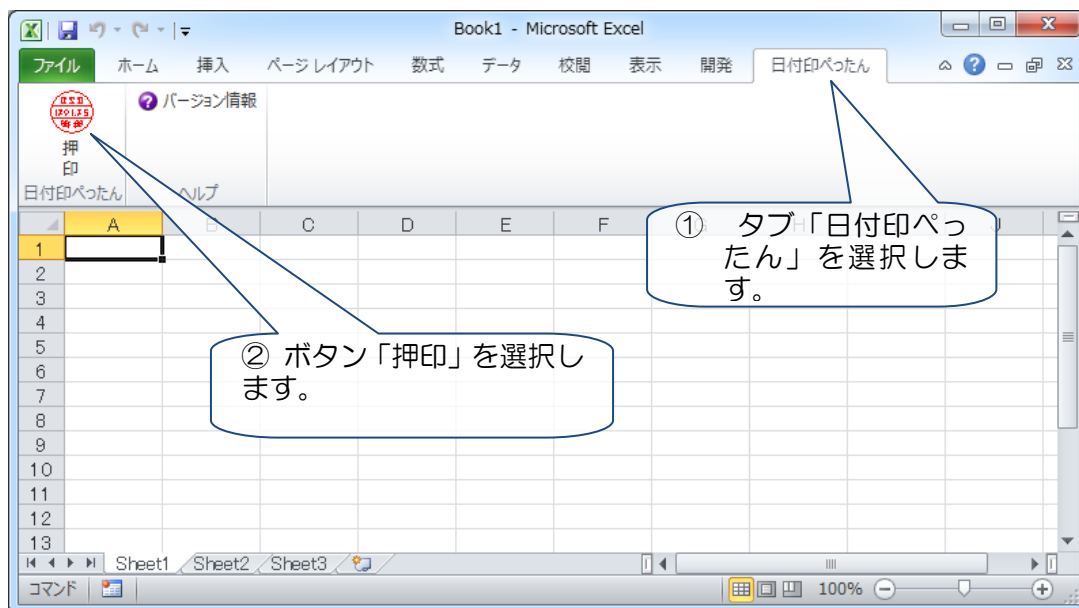 Book1 - Microsoft Excel
ファイル ホーム 挿入 ページ レイアウト 数式 データ 校閲 表示 開発 日付印ぺったん
バージョン情報
押
印
日付印ぺったん ヘルプ
A B C D E F G H J
① タブ「日付印ぺっ
たん」を選択しま
す。
② ボタン「押印」を選択し
ます。
1
2
3
4
5
6
7
8
9
10
11
12
13
Sheet1 Sheet2 Sheet3
コマンド 100%